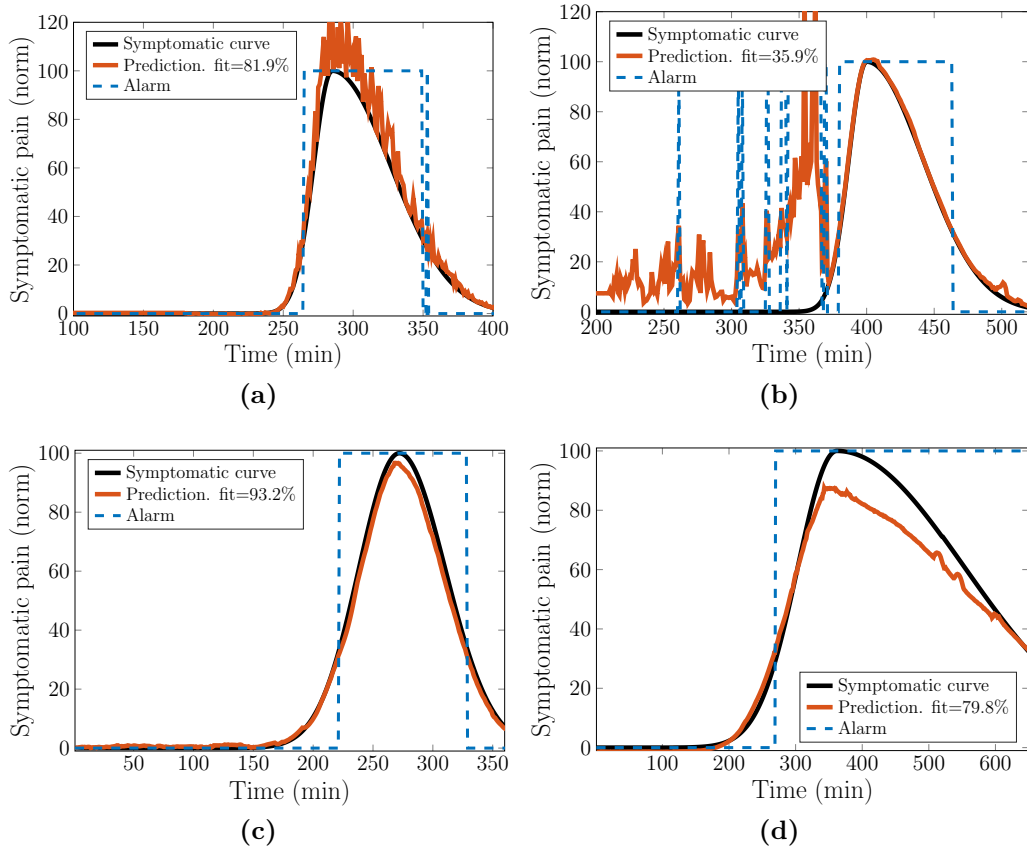 120
100
80
60
40
20
0
Symptomatic pain (norm)
Symptomatic curve
Prediction. fit=81.9%
Alarm
100
150
200
250
300
350
400
Time (min)
(a)
120
100
80
60
40
20
0
Symptomatic pain (norm)
Symptomatic curve
Prediction. fit=35.9%
Alarm
200
250
300
350
400
450
500
Time (min)
(b)
100
80
60
40
20
0
Symptomatic pain (norm)
Symptomatic curve
Prediction. fit=93.2%
Alarm
50
100
150
200
250
300
350
Time (min)
(c)
100
80
60
40
20
0
Symptomatic pain (norm)
Symptomatic curve
Prediction. fit=79.8%
Alarm
100
200
300
400
500
600
Time (min)
(d)